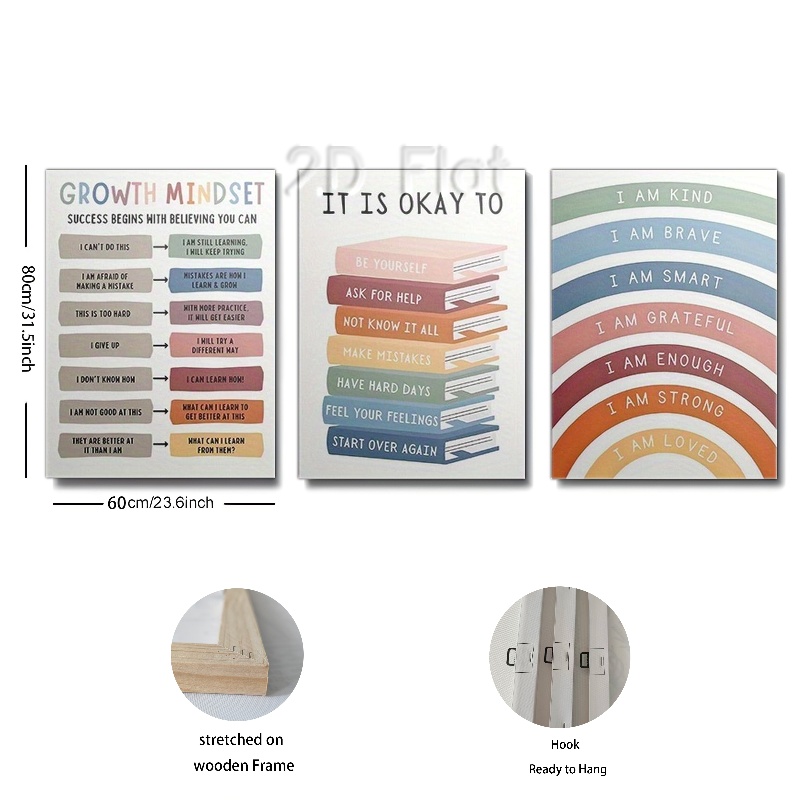 2D Flat
GROWTH MINDSET
SUCCESS BEGINS WITH BELIEVING YOU CAN
I CAN'T DO THIS
I AM STILL LEARNING,
I WILL KEEP TRYING
I AM AFRAID OF
MAKING A MISTAKE
MISTAKES ARE HOW I
LEARN & GROW
THIS IS TOO HARD
WITH MORE PRACTICE,
IT WILL GET EASIER
I GIVE UP
I WILL TRY A
DIFFERENT WAY
I DON'T KNOW HOW
I CAN LEARN HOW!
I AM NOT GOOD AT THIS
WHAT CAN I LEARN TO
GET BETTER AT THIS
THEY ARE BETTER AT
IT THAN I AM
WHAT CAN I LEARN
FROM THEM?
IT IS OKAY TO
BE YOURSELF
ASK FOR HELP
NOT KNOW IT ALL
MAKE MISTAKES
HAVE HARD DAYS
FEEL YOUR FEELINGS
START OVER AGAIN
I AM KIND
I AM BRAVE
I AM SMART
I AM GRATEFUL
I AM ENOUGH
I AM STRONG
I AM LOVED
80cm/31.5inch
60cm/23.6inch
stretched on
wooden Frame
Hook
Ready to Hang